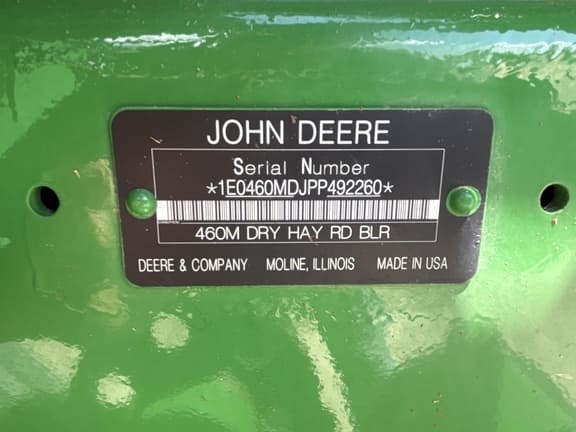 JOHN DEERE
Serial Number
*1E0460MDJPP492260*
460M DRY HAY RD BLR
DEERE & COMPANY MOLINE, ILLINOIS MADE IN USA